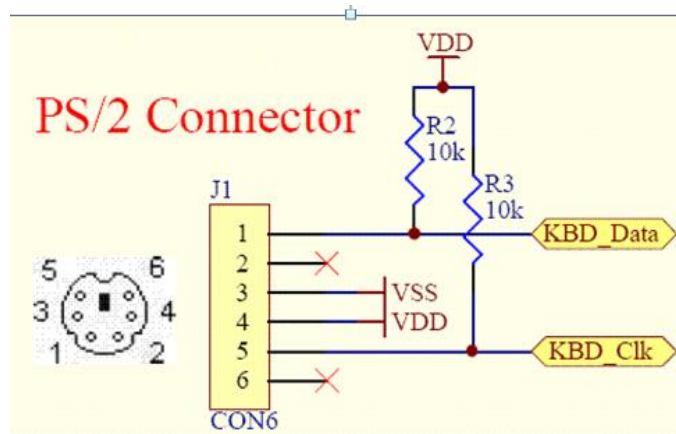 VDD
PS/2 Connector
R2
10k
R3
10k
J1
1
2
3
4
5
6
KBD_Data
VSS
VDD
KBD_Clk
CON6
5 6
3 4
1 2